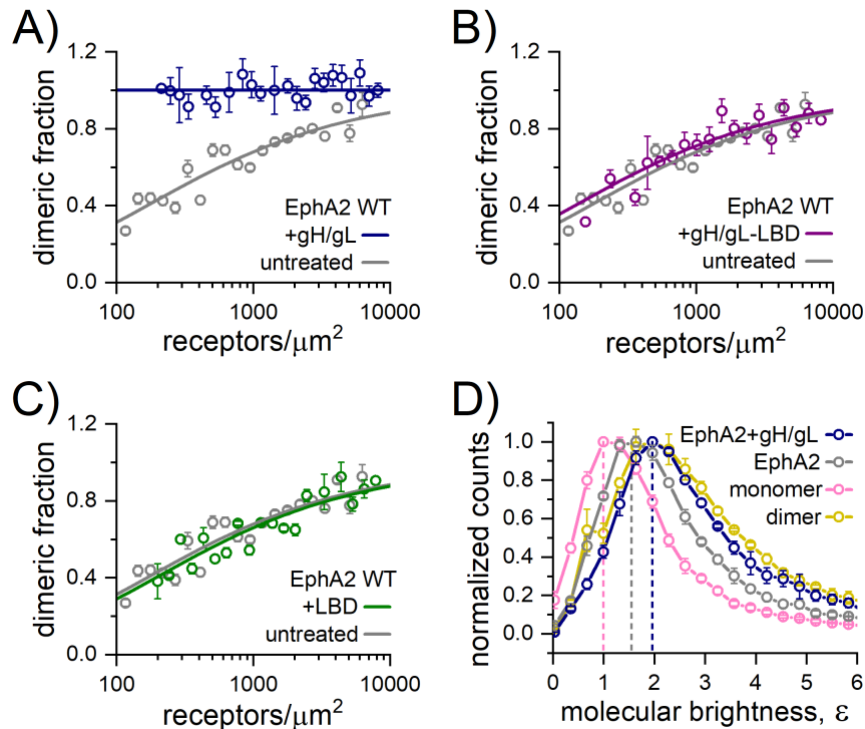 A)
1.2
0.8
0.4
0.0
dimeric fraction
EphA2 WT
+gH/gL
untreated
100
1000
10000
receptors/μm²
B)
1.2
0.8
0.4
0.0
dimeric fraction
EphA2 WT
+gH/gL-LBD
untreated
100
1000
10000
receptors/μm²
C)
1.2
0.8
0.4
0.0
dimeric fraction
EphA2 WT
+LBD
untreated
100
1000
10000
receptors/μm²
D)
1.0
0.8
0.6
0.4
0.2
0.0
normalized counts
EphA2+gH/gL
EphA2
monomer
dimer
0
1
2
3
4
5
6
molecular brightness, ε